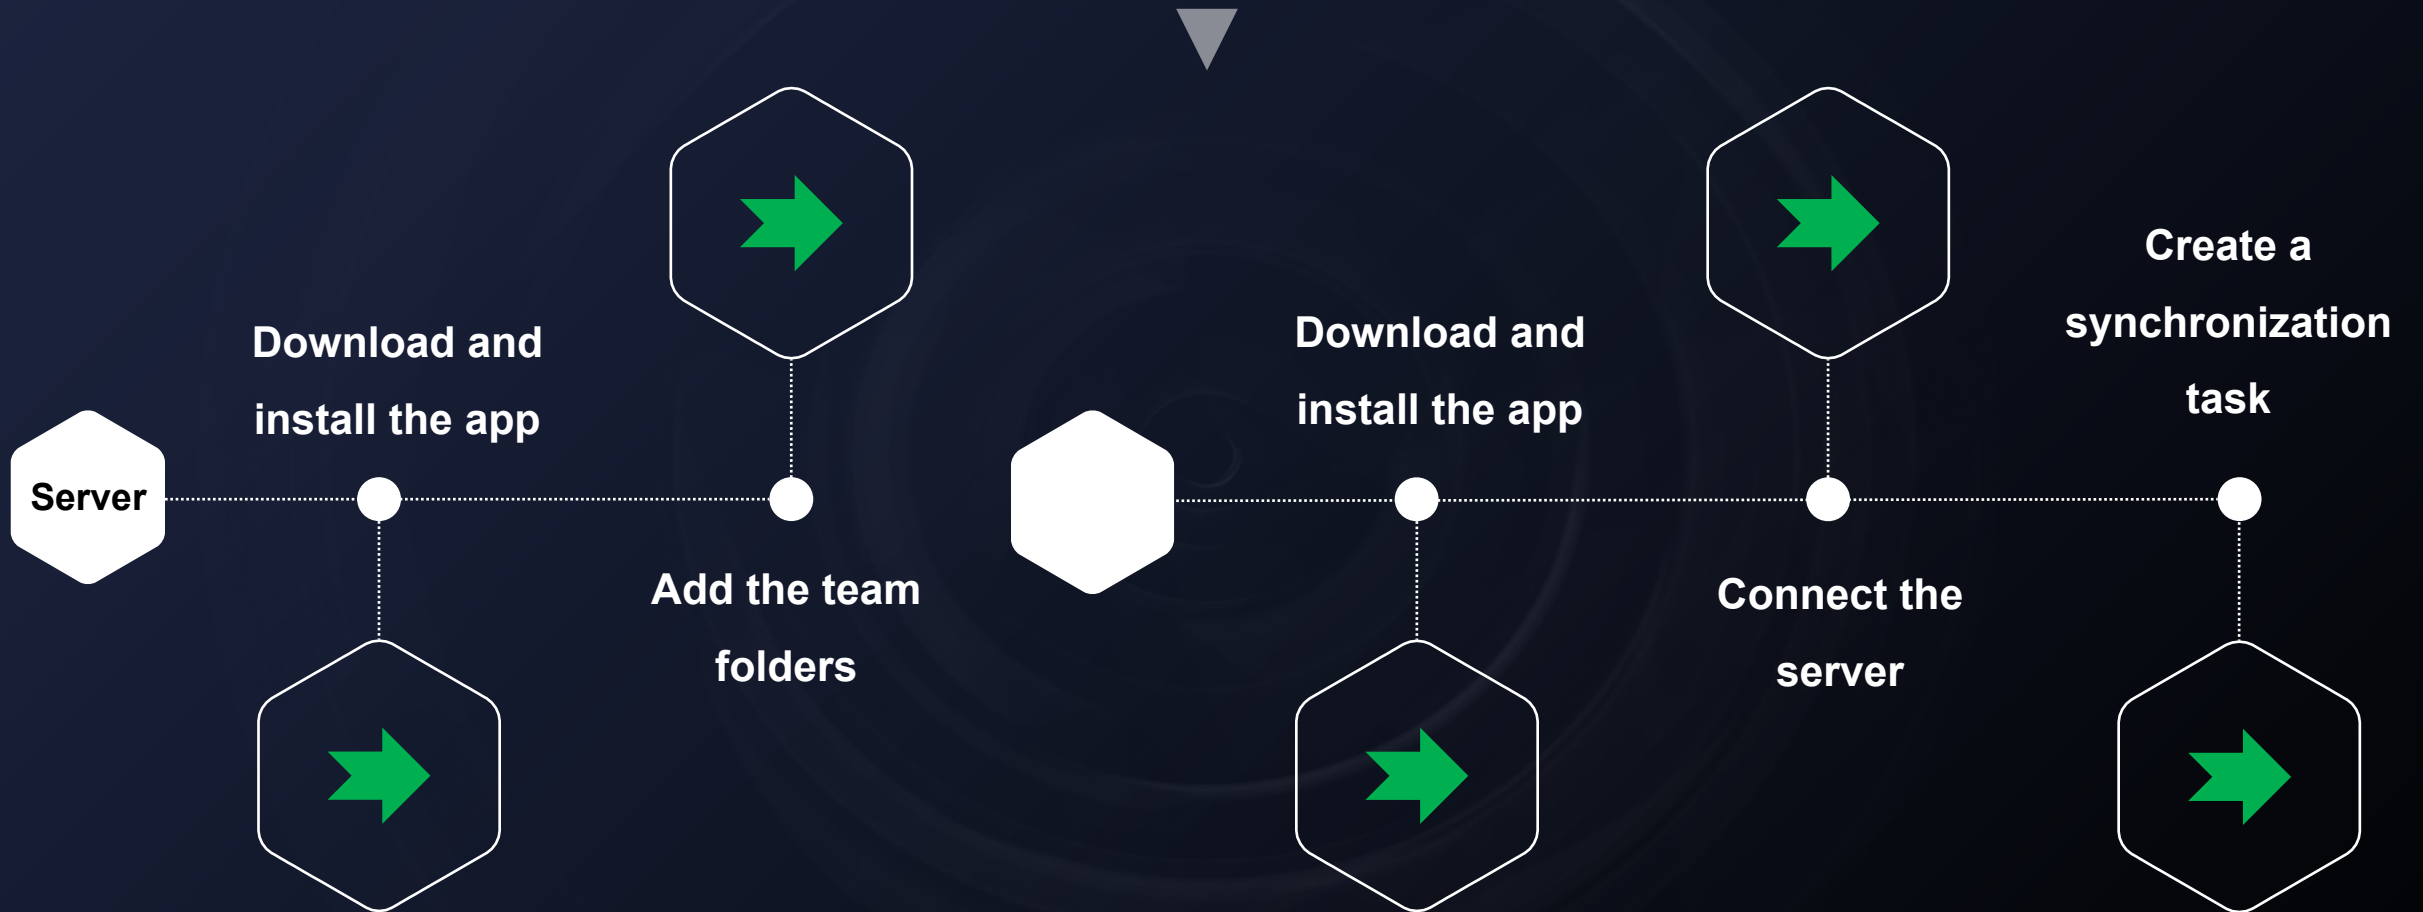 Server
Download and
install the app
Add the team
folders
Download and
install the app
Connect the
server
Create a
synchronization
task